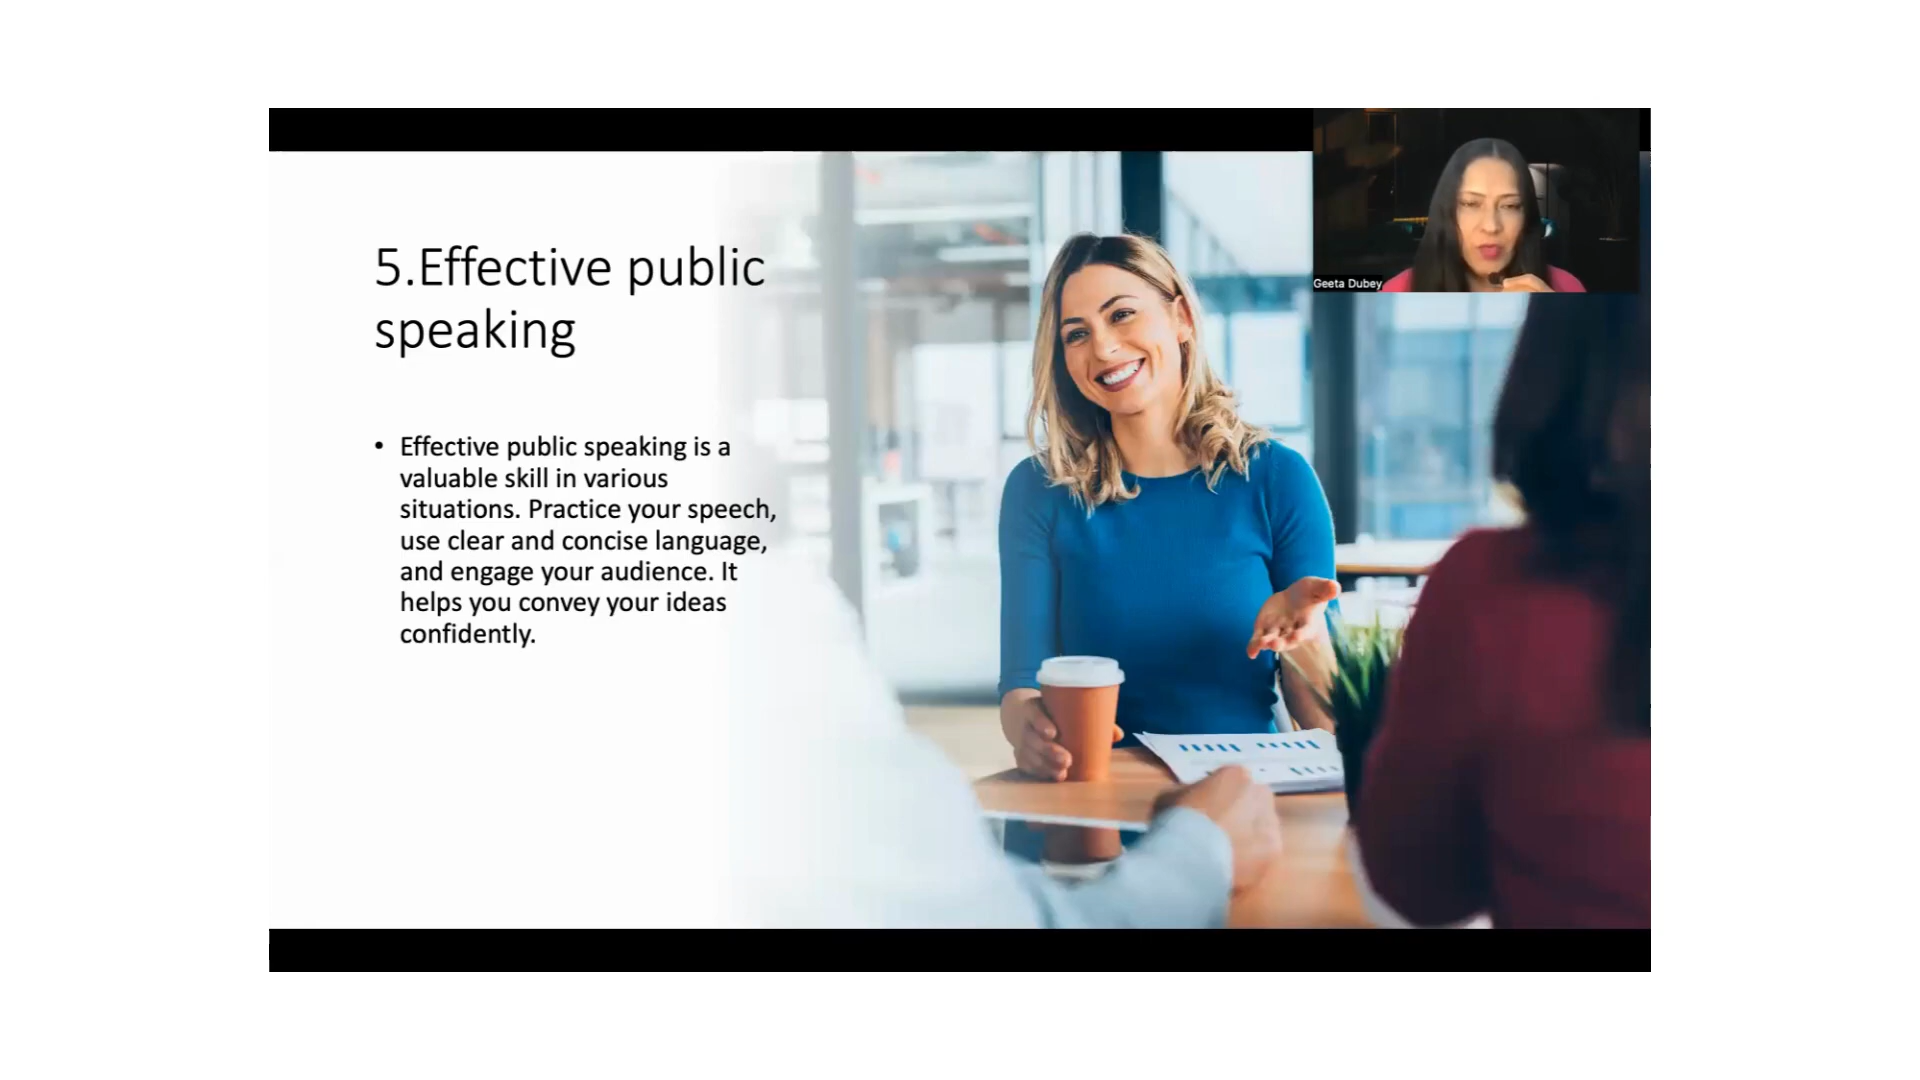 5.Effective public
speaking
• Effective public speaking is a
valuable skill in various
situations. Practice your speech,
use clear and concise language,
and engage your audience. It
helps you convey your ideas
confidently.
Geeta Dubey